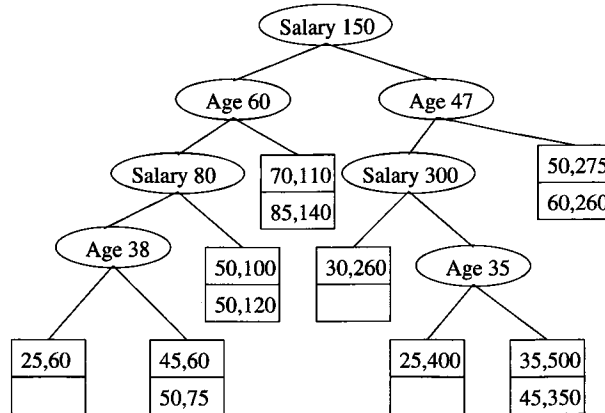 Salary 150
Age 60
Age 47
Salary 80
70,110
85,140
Salary 300
50,275
60,260
Age 38
50,100
50,120
30,260
Age 35
25,60
45,60
50,75
25,400
35,500
45,350